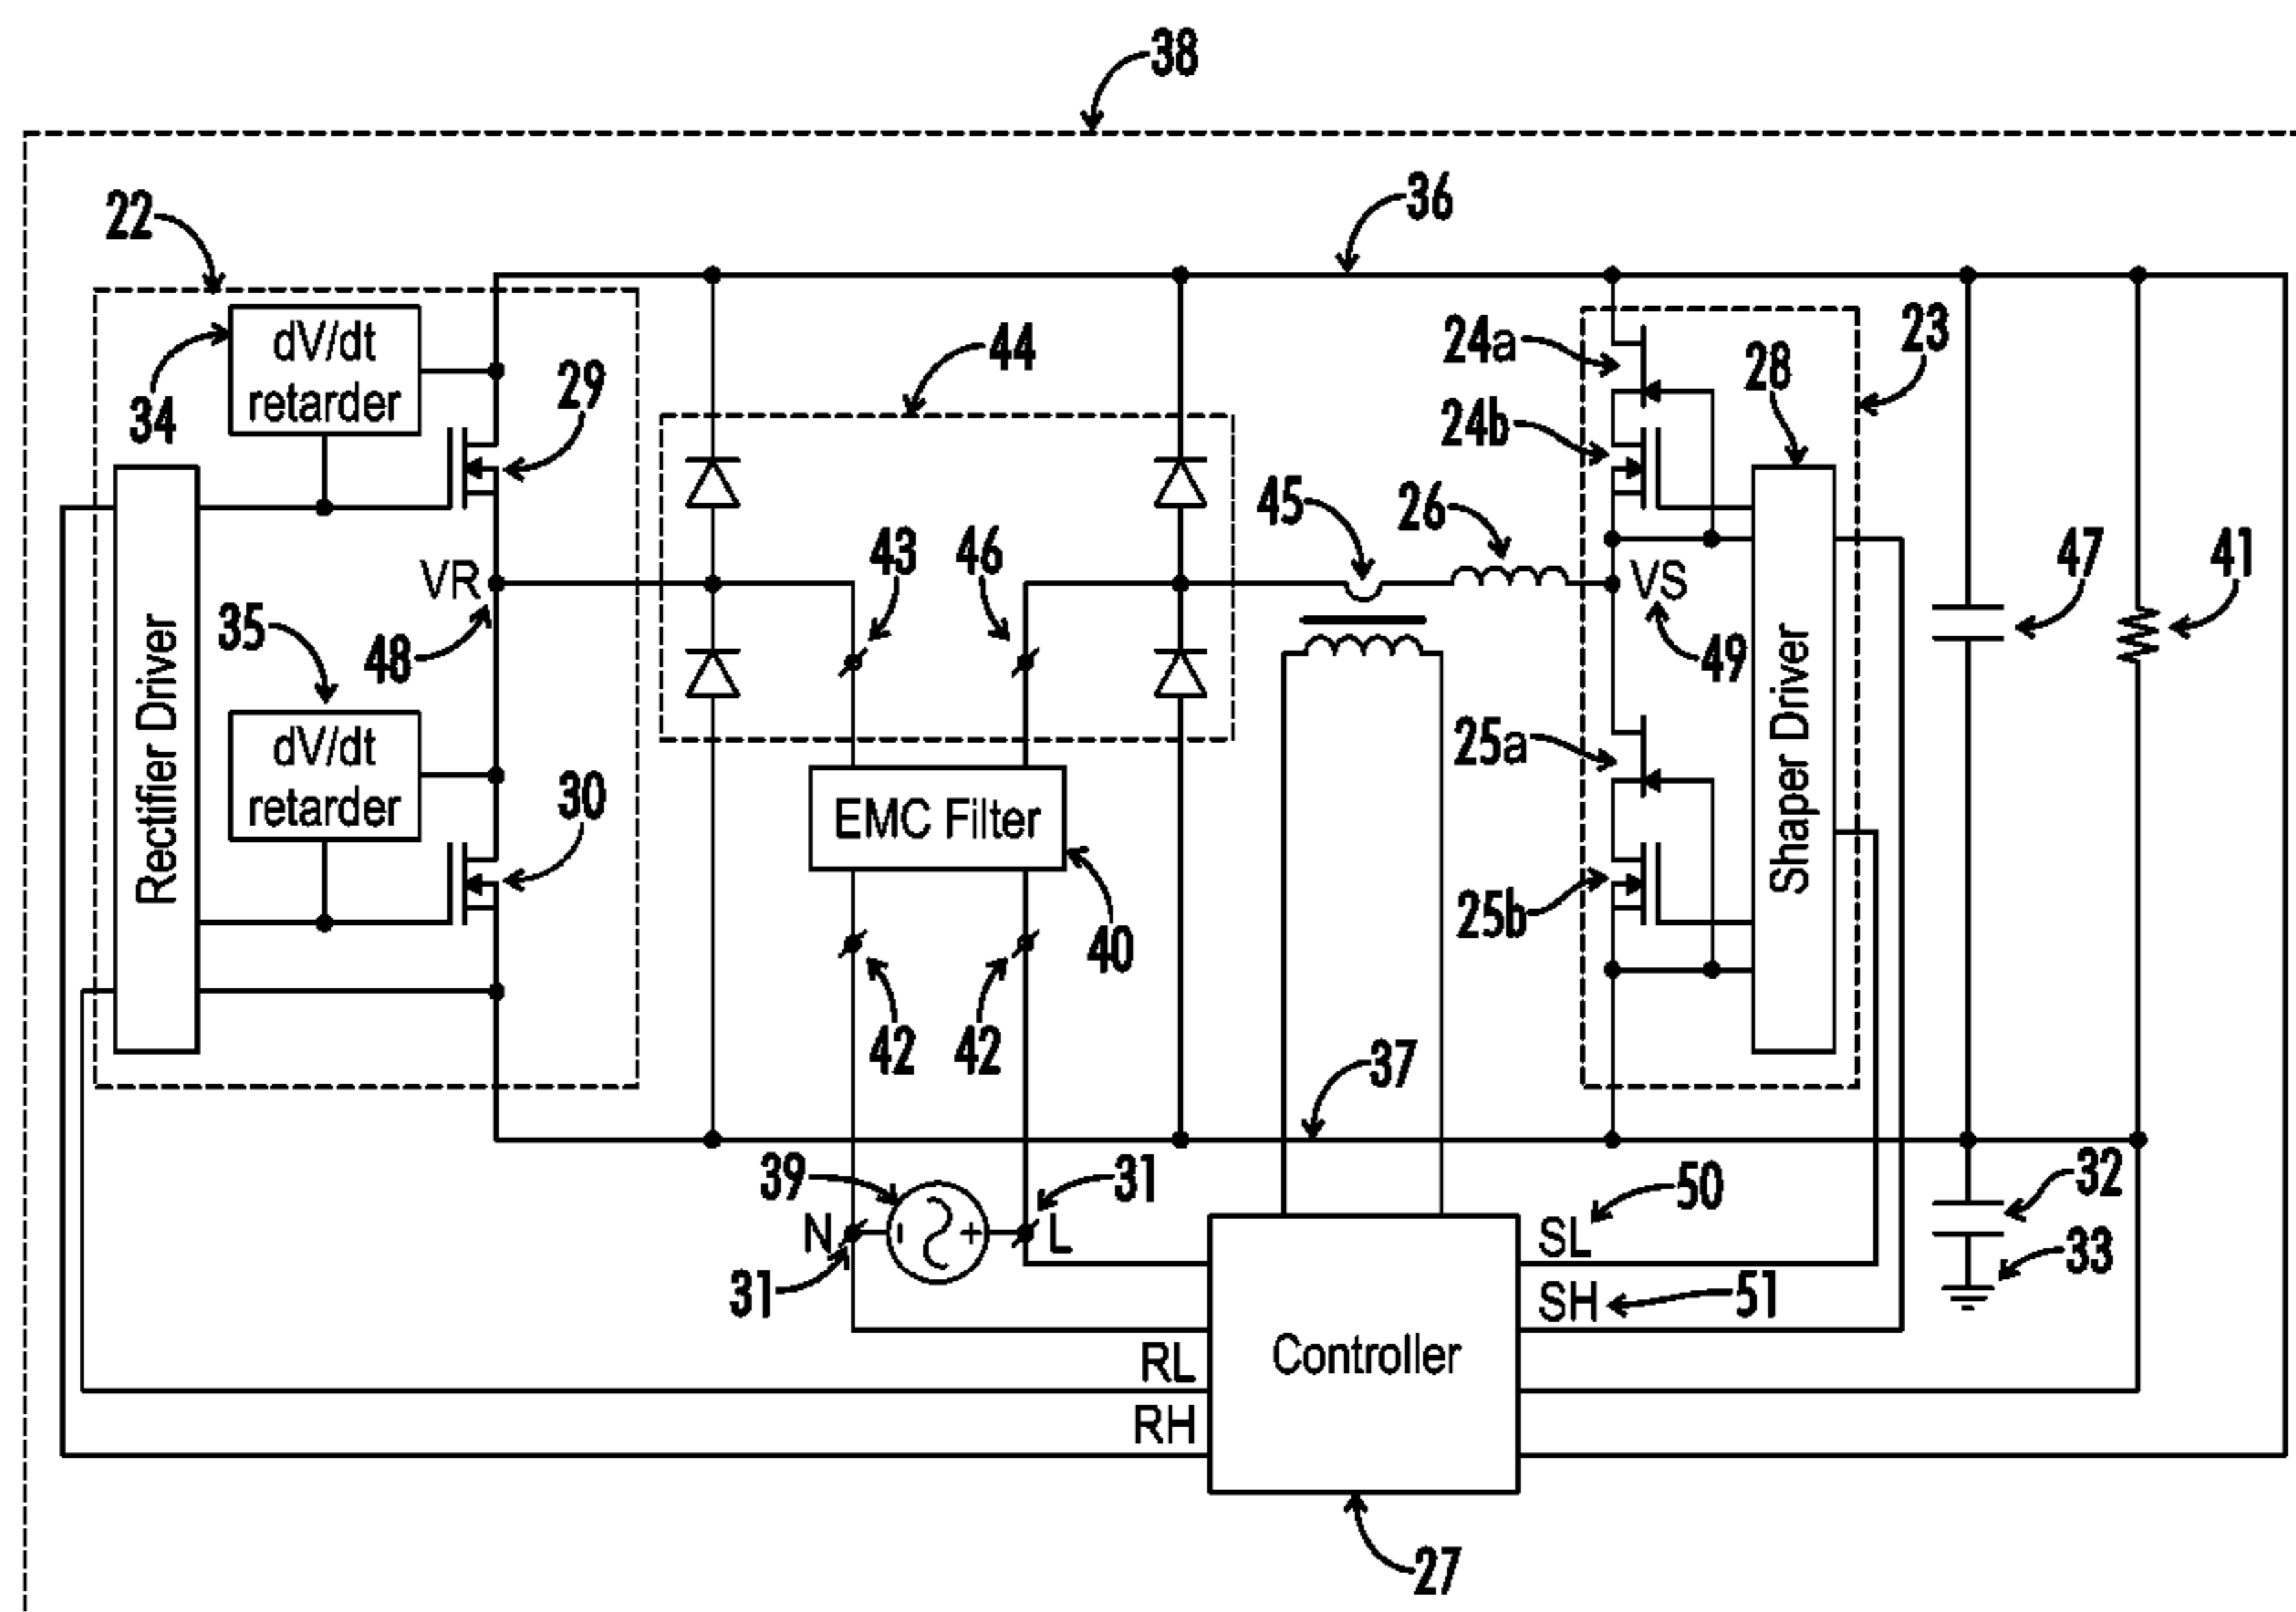 38
36
22
dV/dt
retarder
34
29
44
24a
24b
28
23
45
26
43
46
47
41
VR
48
VS
49
35
Rectifier Driver
dV/dt
retarder
30
EMC Filter
40
25a
25b
Shaper Driver
42
42
37
39
31
N
-
+
L
31
50
SL
SH
51
32
33
RL
RH
Controller
27